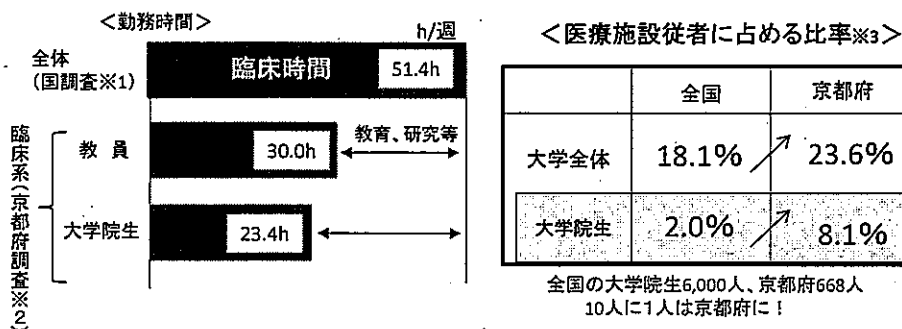 <勤務時間>
h/週
全体
(国調査※1)
臨床時間
51.4h
臨床系(京都府調査※2)
教員
30.0h
教育、研究等
大学院生
23.4h
<医療施設従者に占める比率※3>
全国 京都府
大学全体 18.1% 23.6%
大学院生 2.0% 8.1%
全国の大学院生6,000人、京都府668人
10人に1人は京都府に!